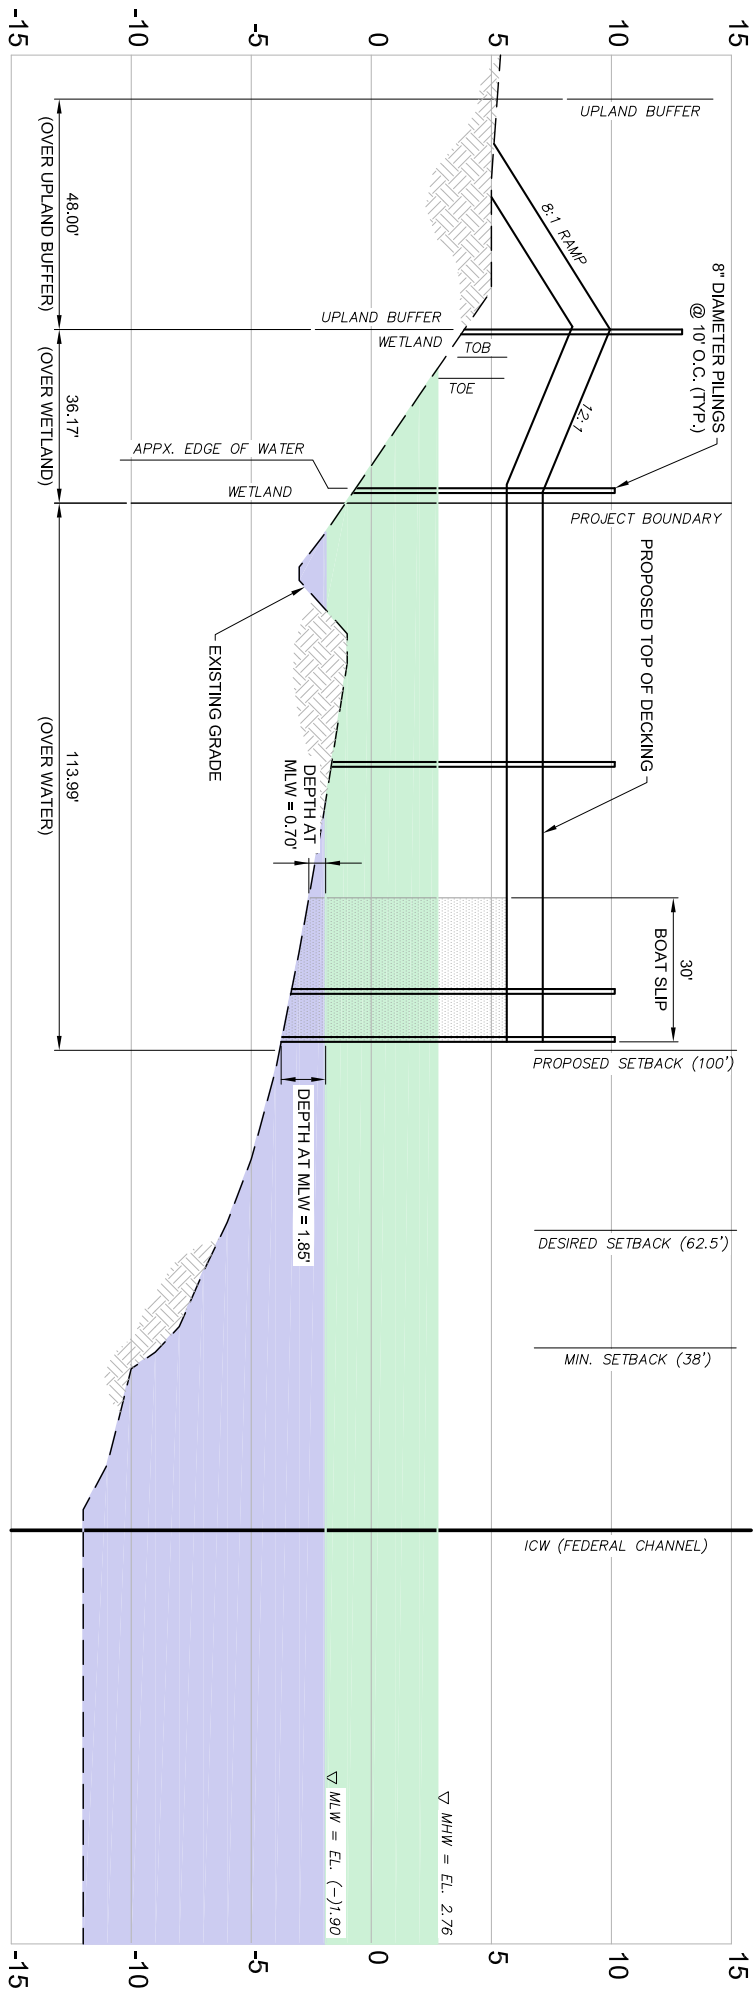 15
10
5
0
-5
-10
-15
UPLAND BUFFER
48.00'
(OVER UPLAND BUFFER)
8:1 RAMP
8" DIAMETER PILINGS
@ 10' O.C. (TYP.)
UPLAND BUFFER
WETLAND
TOB
TOE
12:1
36.17'
(OVER WETLAND)
APPX. EDGE OF WATER
WETLAND
PROJECT BOUNDARY
PROPOSED TOP OF DECKING
EXISTING GRADE
113.99'
(OVER WATER)
DEPTH AT
MLW = 0.70'
30'
BOAT SLIP
PROPOSED SETBACK (100')
DEPTH AT MLW = 1.85'
DESIRED SETBACK (62.5')
MIN. SETBACK (38')
ICW (FEDERAL CHANNEL)
MHW = EL. 2.76
MLW = EL. (-)1.90
15
10
5
0
-5
-10
-15